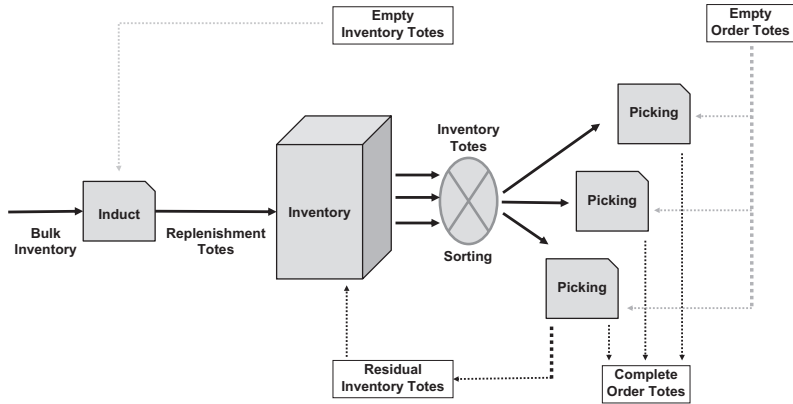 Empty
Inventory Totes
Empty
Order Totes
Picking
Inventory
Totes
Induct
Inventory
Picking
Bulk
Inventory
Replenishment
Totes
Sorting
Picking
Residual
Inventory Totes
Complete
Order Totes